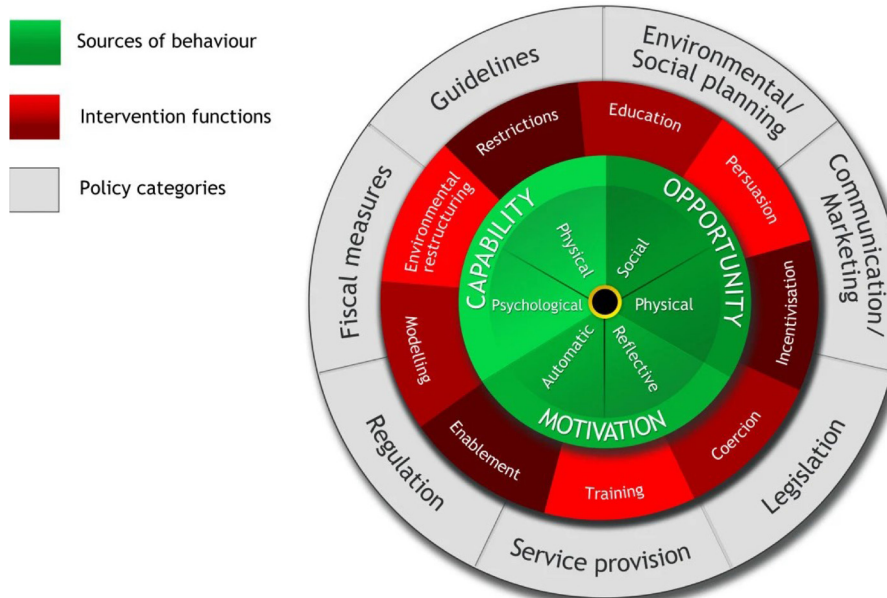 Sources of behaviour
Intervention functions
Policy categories
Guidelines
Environmental/
Social planning
Communication/
Marketing
Legislation
Service provision
Regulation
Fiscal measures
Restrictions
Education
Persuasion
Incentivisation
Coercion
Training
Enablement
Modelling
Environmental
restructuring
CAPABILITY
OPPORTUNITY
MOTIVATION
Physical
Social
Psychological
Physical
Automatic
Reflective